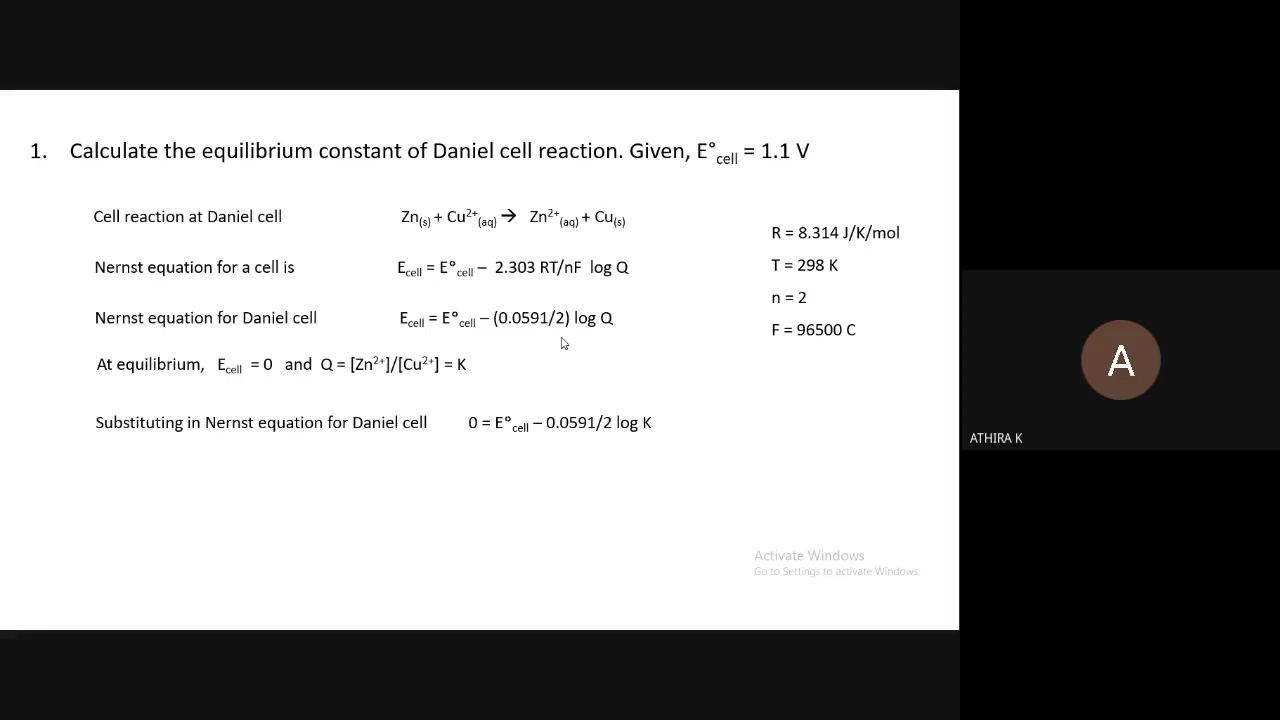 1. Calculate the equilibrium constant of Daniel cell reaction. Given, E°cell = 1.1 V
Cell reaction at Daniel cell Zn(s) + Cu2+(aq) → Zn2+(aq) + Cu(s)
R = 8.314 J/K/mol
Nernst equation for a cell is Ecell = E°cell – 2.303 RT/nF log Q
T = 298 K
n = 2
Nernst equation for Daniel cell Ecell = E°cell – (0.0591/2) log Q
F = 96500 C
At equilibrium, Ecell = 0 and Q = [Zn2+]/[Cu2+] = K
Substituting in Nernst equation for Daniel cell 0 = E°cell – 0.0591/2 log K
Activate Windows
Go to Settings to activate Windows.
A
ATHIRA K